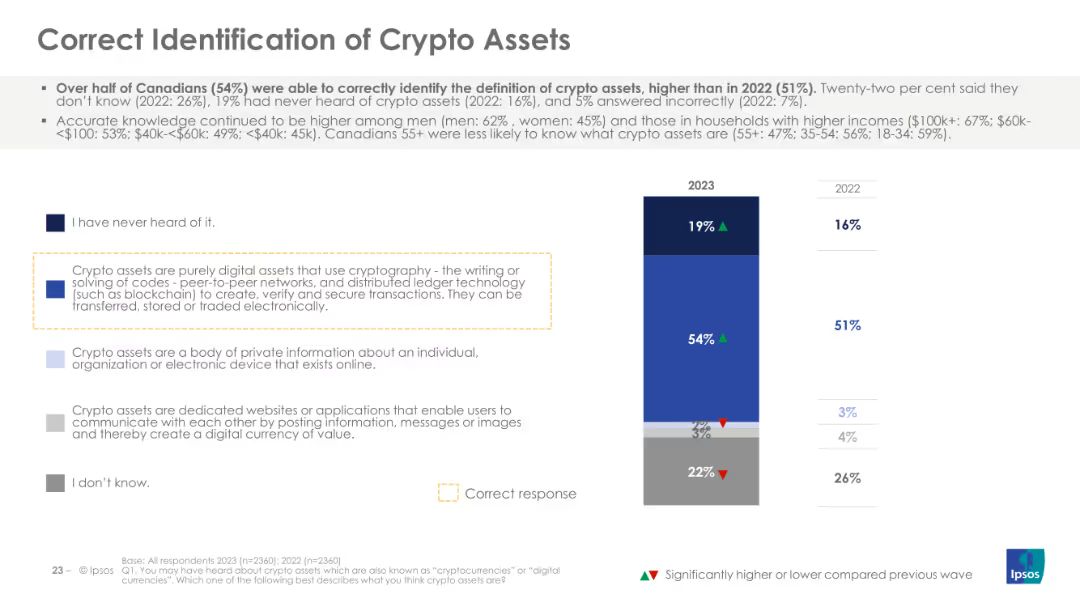 Correct Identification of Crypto Assets
▪ Over half of Canadians (54%) were able to correctly identify the definition of crypto assets, higher than in 2022 (51%). Twenty-two per cent said they
don't know (2022: 26%), 19% had never heard of crypto assets (2022: 16%), and 5% answered incorrectly (2022: 7%).
▪ Accurate knowledge continued to be higher among men (men: 62% , women: 45%) and those in households with higher incomes ($100k+: 67%; $60k-
<$100: 53%; $40k-<$60k: 49%; <$40k: 45k). Canadians 55+ were less likely to know what crypto assets are (55+: 47%; 35-54: 56%, 18-34: 59%).
2023
2022
I have never heard of it.
19%
16%
Crypto assets are purely digital assets that use cryptography - the writing or
solving of codes - peer-to-peer networks, and distributed ledger technology
(such as blockchain) to create, verify and secure transactions. They can be
transferred, stored or traded electronically.
54%
51%
Crypto assets are a body of private information about an individual,
organization or electronic device that exists online.
2%
3%
Crypto assets are dedicated websites or applications that enable users to
communicate with each other by posting information, messages or images
and thereby create a digital currency of value.
3%
4%
I don't know.
22%
26%
Correct response
23 – © Ipsos
Base: All respondents 2023 (n=2360); 2022 (n=2360)
Q1. You may have heard about crypto assets which are also known as "cryptocurrencies" or "digital
currencies". Which one of the following best describes what you think crypto assets are?
Significantly higher or lower compared previous wave
Ipsos